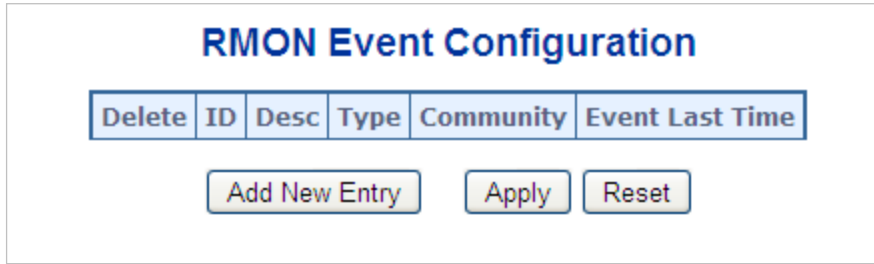 RMON Event Configuration
Delete ID Desc Type Community Event Last Time
Add New Entry Apply Reset